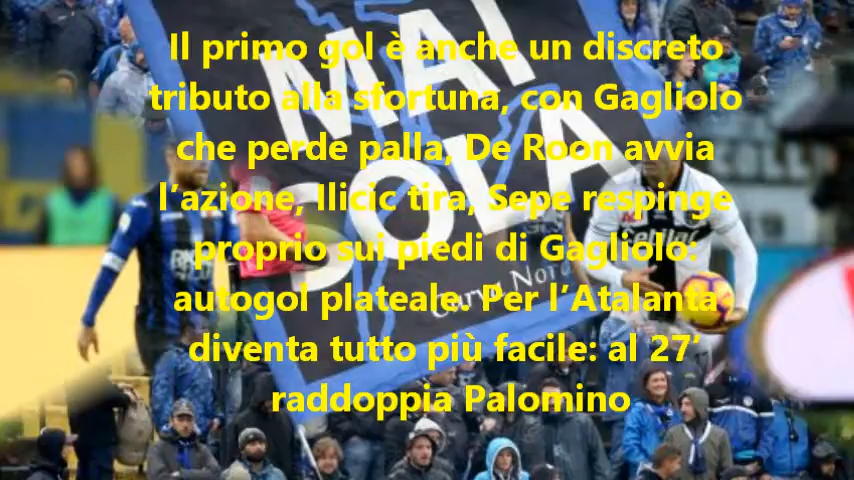 Il primo gol è anche un discreto
tributo alla sfortuna, con Gagliolo
che perde palla, De Roon avvia
l'azione, Ilicic tira, Sepe respinge
proprio sui piedi di Gagliolo:
autogol plateale. Per l'Atalanta
diventa tutto più facile: al 27'
raddoppia Palomino
MAI
SOLA
Curva Nord